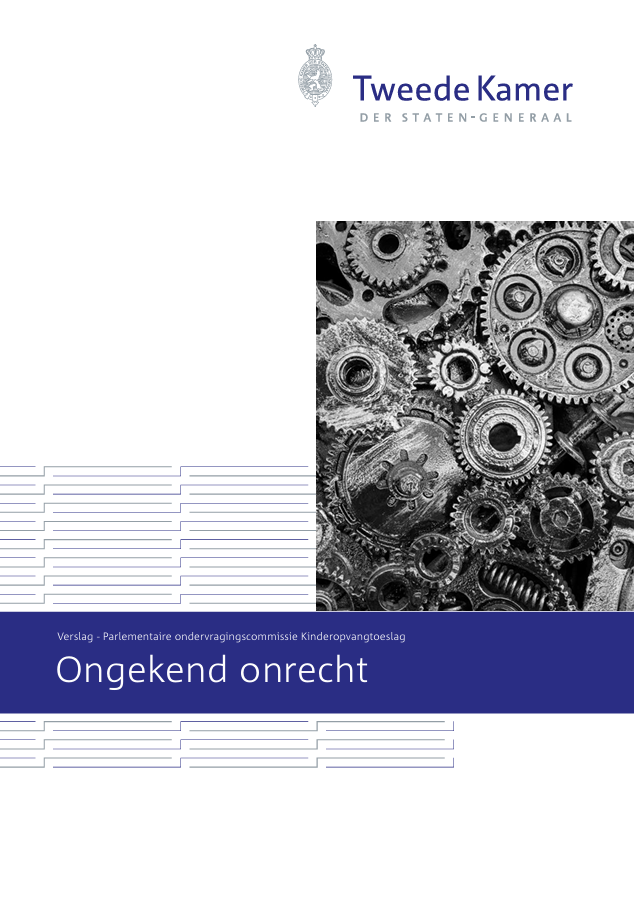 Tweede Kamer
DER STATEN-GENERAAL
Verslag - Parlementaire ondervragingscommissie Kinderopvangtoeslag
Ongekend onrecht